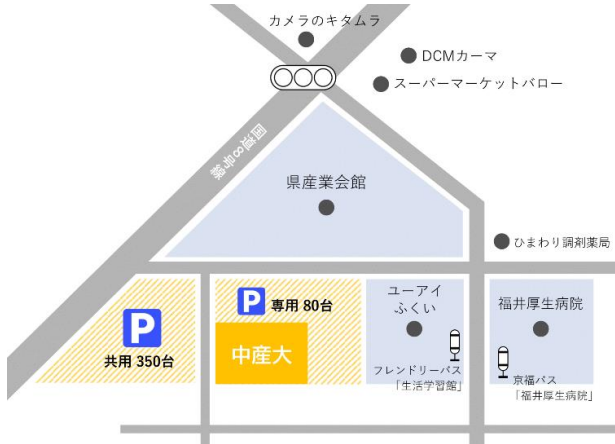 カメラのキタムラ
DCMカーマ
スーパーマーケットバロー
国道8号線
県産業会館
ひまわり調剤薬局
P
共用 350台
P 専用 80台
中産大
ユーアイ
ふくい
フレンドリーバス
「生活学習館」
福井厚生病院
京福バス
「福井厚生病院」